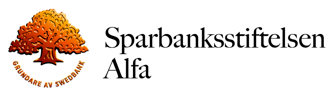 Sparbanksstiftelsen
Alfa
GRUNDARE AV SWEDBANK